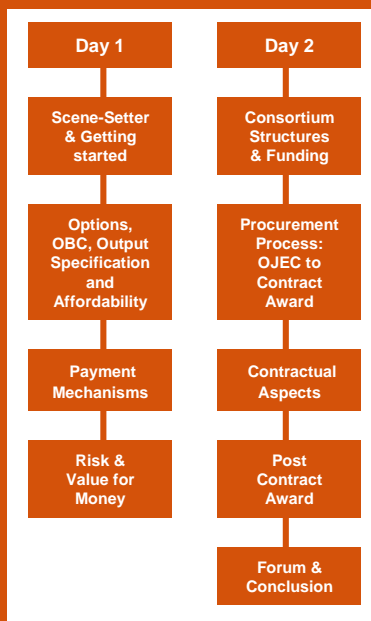 Day 1
Scene-Setter
& Getting
started
Options,
OBC, Output
Specification
and
Affordability
Payment
Mechanisms
Risk &
Value for
Money
Day 2
Consortium
Structures
& Funding
Procurement
Process:
OJEC to
Contract
Award
Contractual
Aspects
Post
Contract
Award
Forum &
Conclusion